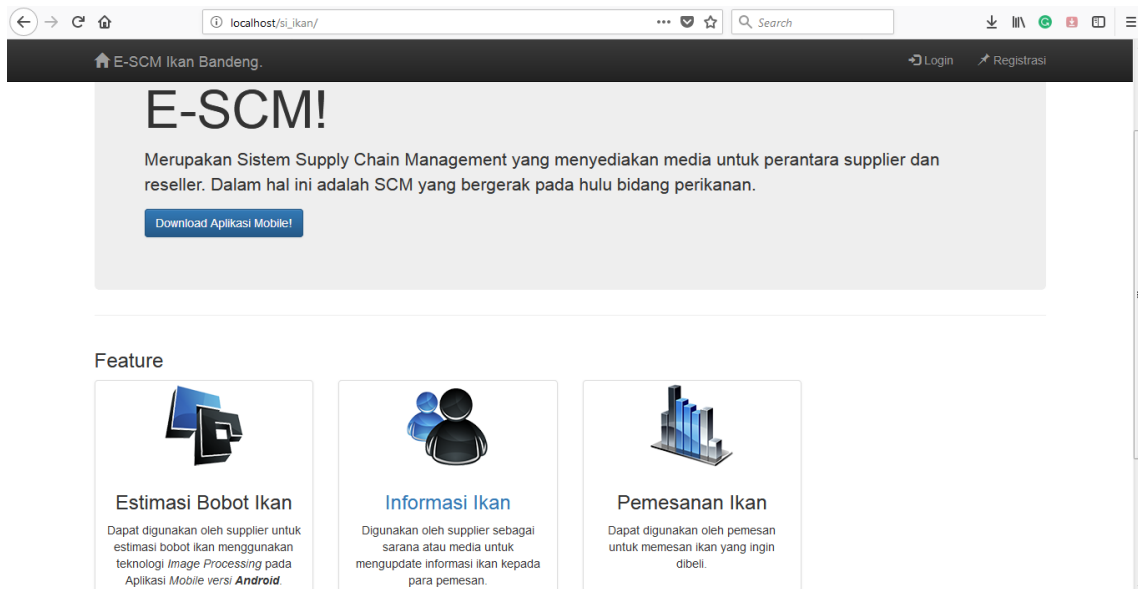 localhost/si_ikan/
Search
E-SCM Ikan Bandeng.
Login
Registrasi
E-SCM!
Merupakan Sistem Supply Chain Management yang menyediakan media untuk perantara supplier dan
reseller. Dalam hal ini adalah SCM yang bergerak pada hulu bidang perikanan.
Download Aplikasi Mobile!
Feature
Estimasi Bobot Ikan
Dapat digunakan oleh supplier untuk
estimasi bobot ikan menggunakan
teknologi Image Processing pada
Aplikasi Mobile versi Android.
Informasi Ikan
Digunakan oleh supplier sebagai
sarana atau media untuk
mengupdate informasi ikan kepada
para pemesan.
Pemesanan Ikan
Dapat digunakan oleh pemesan
untuk memesan ikan yang ingin
dibeli.